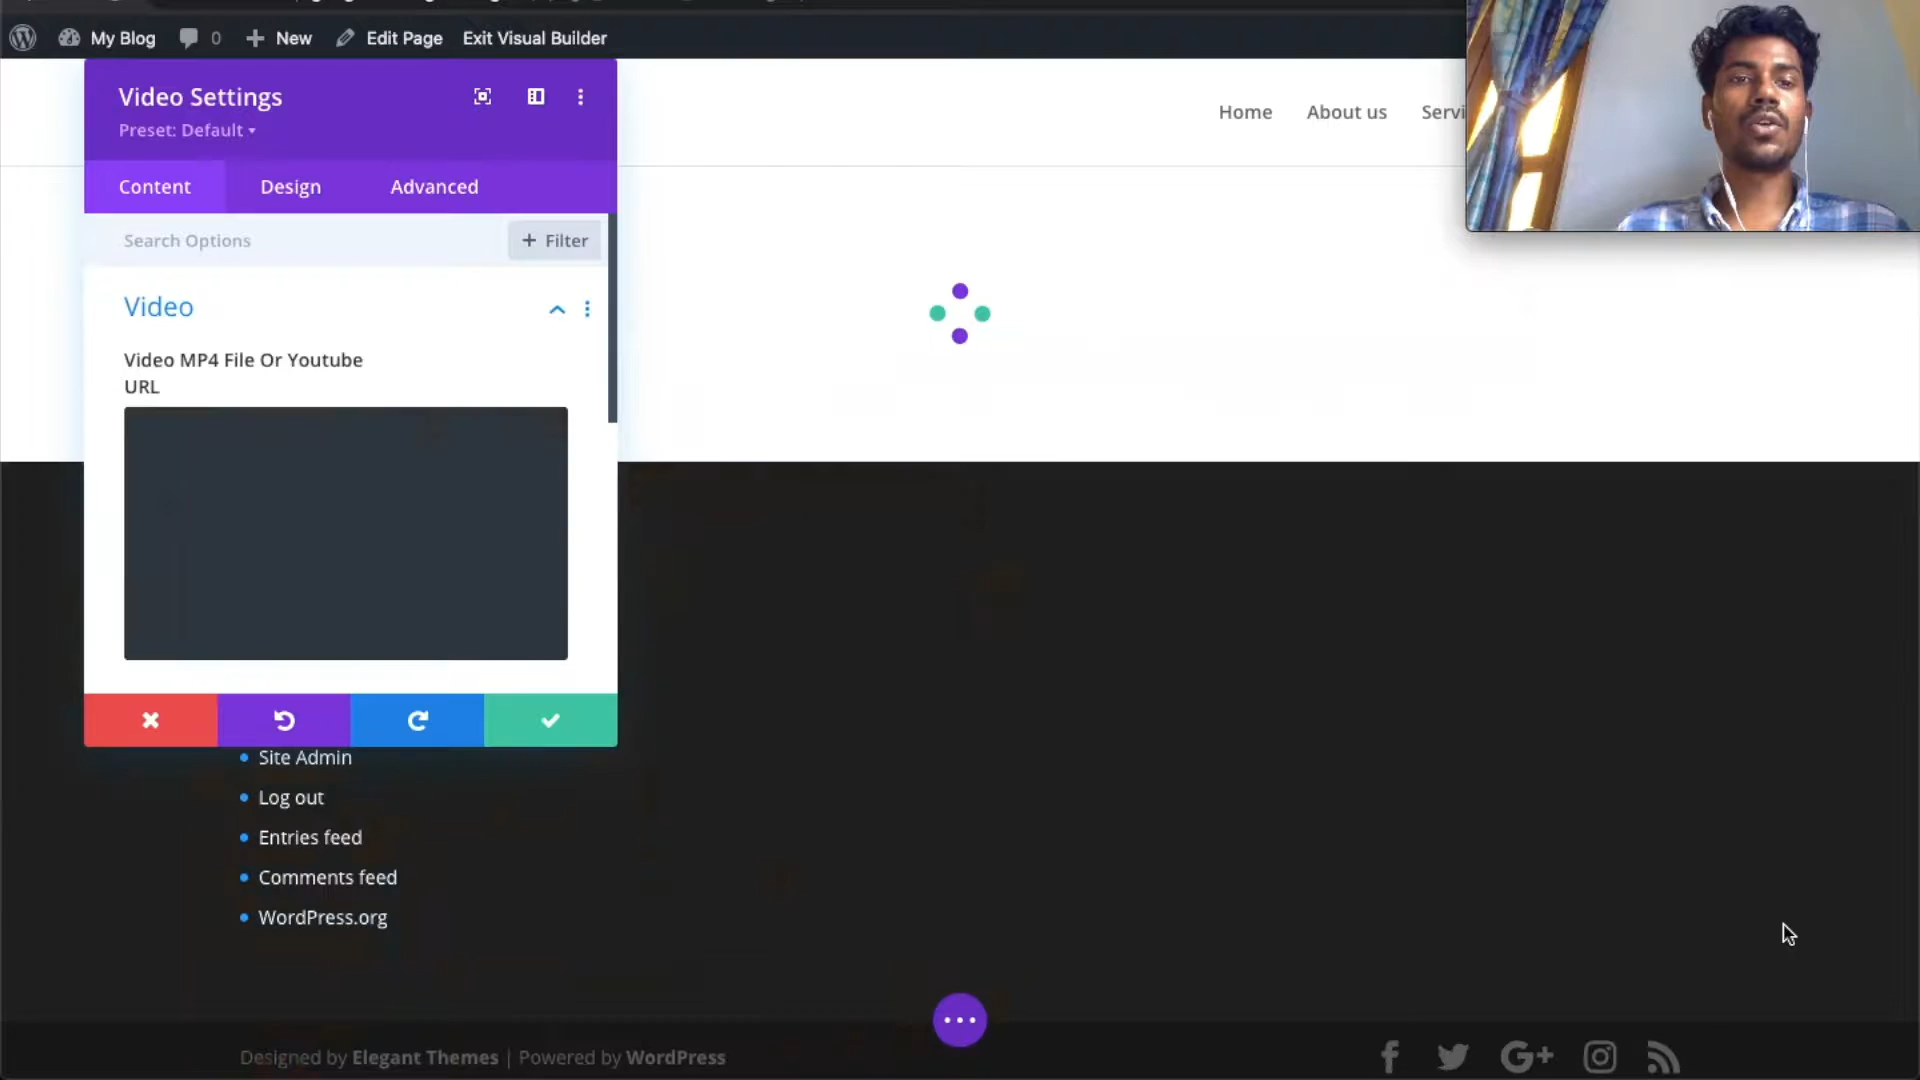 My Blog 0 New Edit Page Exit Visual Builder
Video Settings
Preset: Default
Home About us Servi
Content Design Advanced
Search Options + Filter
Video
Video MP4 File Or Youtube
URL
Site Admin
Log out
Entries feed
Comments feed
WordPress.org
Designed by Elegant Themes | Powered by WordPress